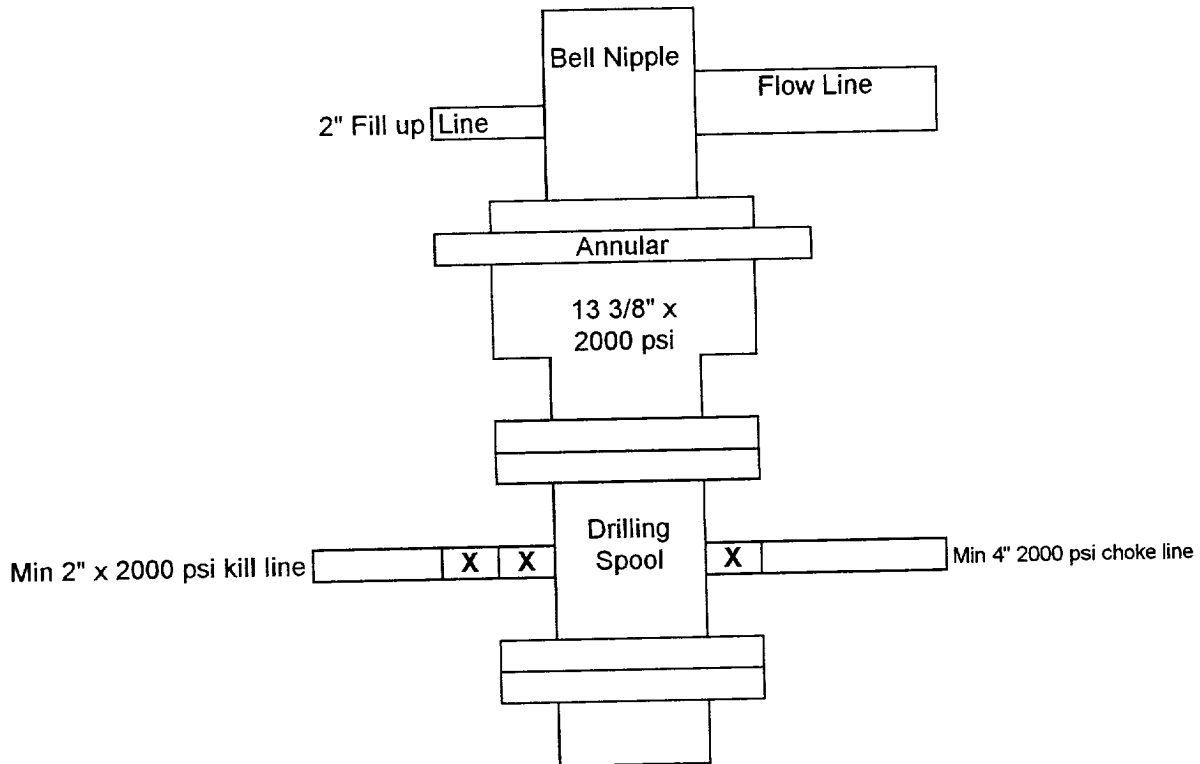 Bell Nipple
Flow Line
2" Fill up Line
Annular
13 3/8" x
2000 psi
Drilling
Spool
Min 2" x 2000 psi kill line
X X
X
Min 4" 2000 psi choke line